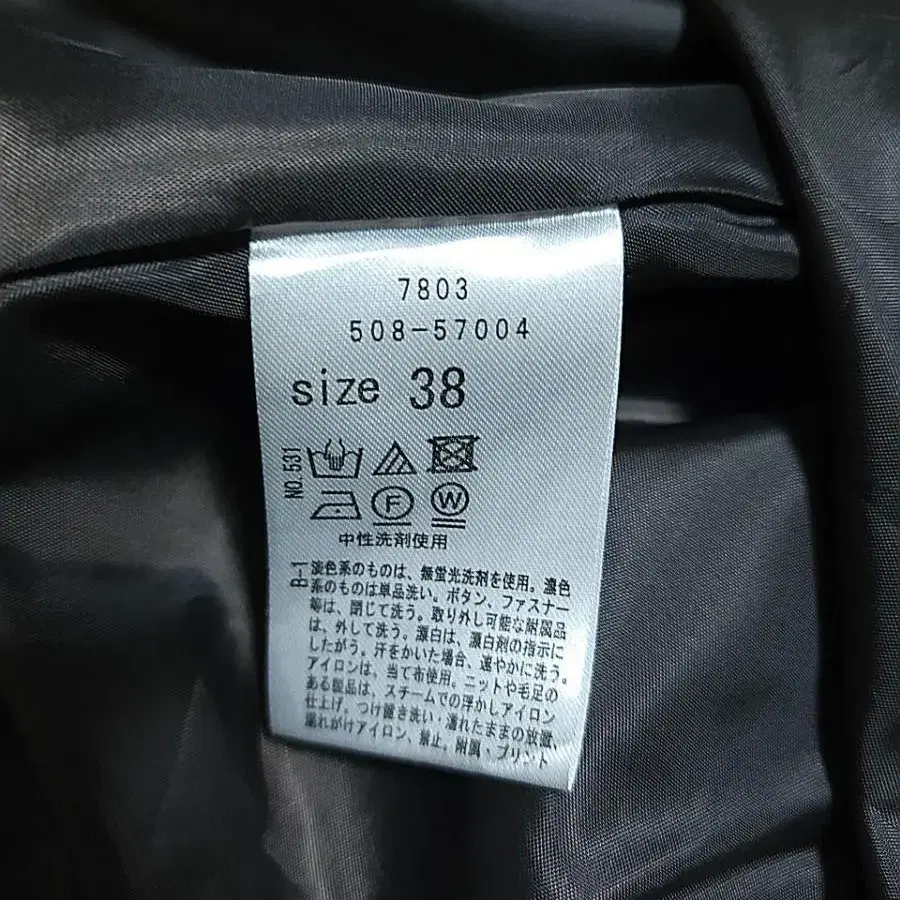 7803
508-57004
size 38
NO.531
F W
中性洗剤使用
B-1
淡色系のものは、無蛍光洗剤を使用。濃色
系のものは単品洗い。ボタン、ファスナー
等は、閉じて洗う。取り外し可能な附属品
は、外して洗う。漂白は、漂白剤の指示に
したがう。汗をかいた場合、速やかに洗う。
アイロンは、当て布使用。ニットや毛足の
ある製品は、スチームでの浮かしアイロン
仕上げ。つけ置き洗い・濡れたままの放置、
濡れがけアイロン、禁止。附属・プリント